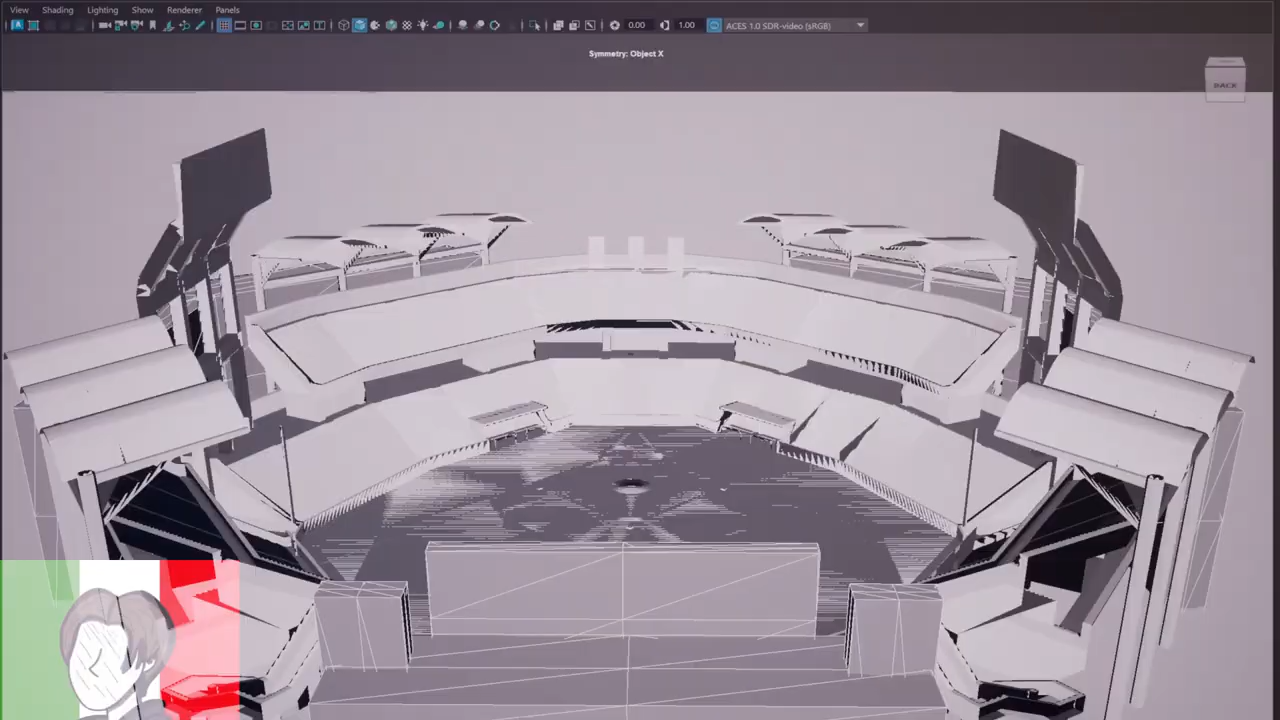 View Shading Lighting Show Renderer Panels
0.00 1.00 ACES 1.0 SDR-video (sRGB)
Symmetry: Object X
BACK